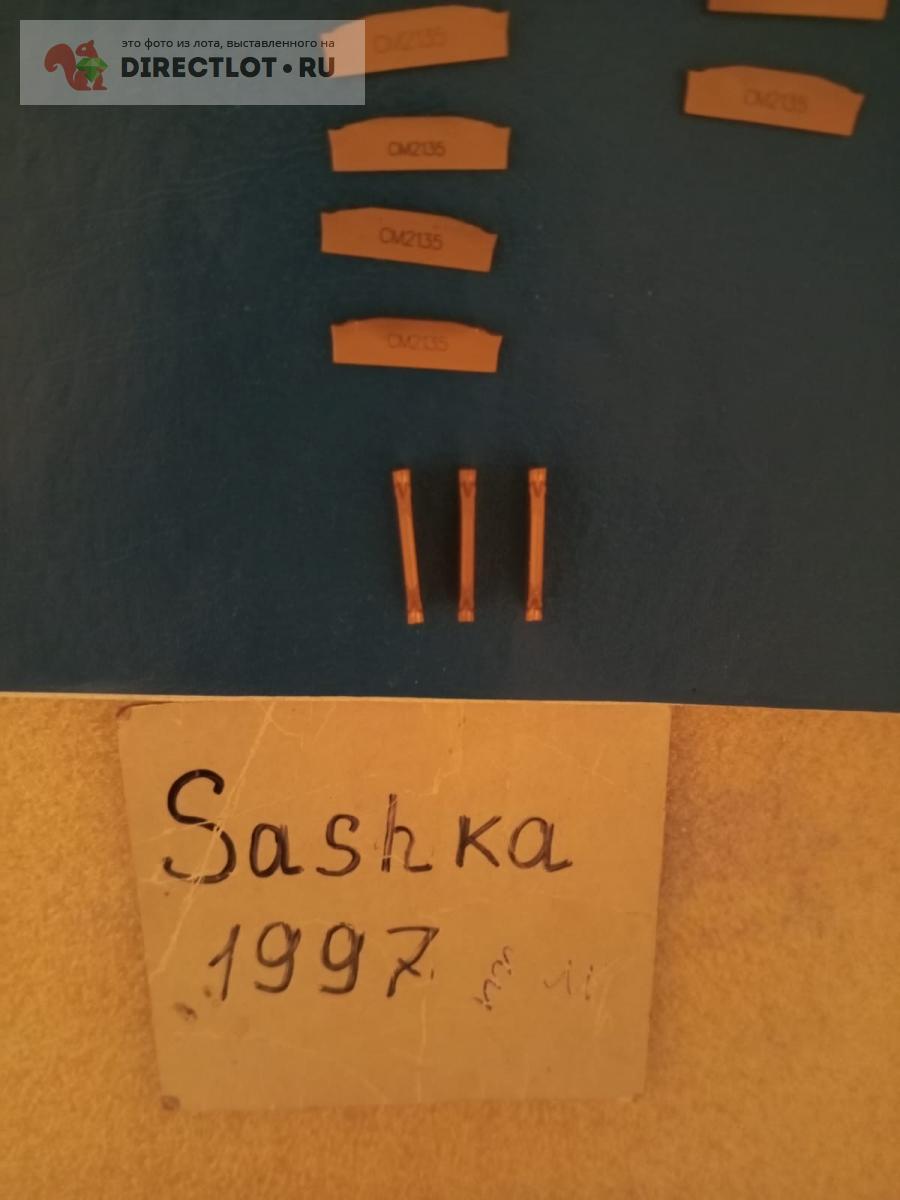 это фото из лота, выставленного на
DIRECTLOT•RU
CM2135
CM2135
CM2135
CM2135
CM2135
Sashka
1997